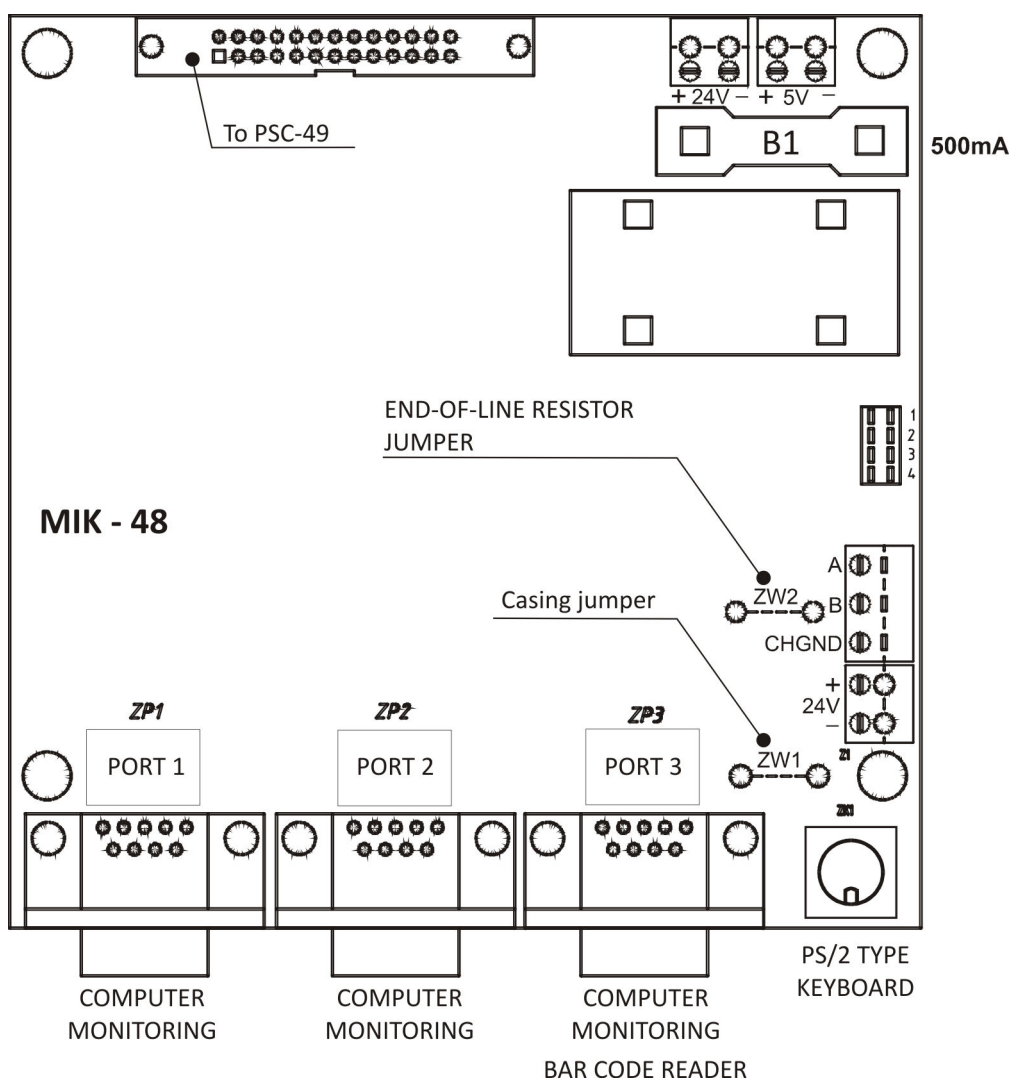 To PSC-49
+ 24V – + 5V –
B1
500mA
END-OF-LINE RESISTOR
JUMPER
1
2
3
4
MIK - 48
A
ZW2
B
Casing jumper
CHGND
+
24V
–
ZP1
ZP2
ZP3
PORT 1
PORT 2
PORT 3
ZW1
Z1
ZK1
PS/2 TYPE
KEYBOARD
COMPUTER
MONITORING
COMPUTER
MONITORING
COMPUTER
MONITORING
BAR CODE READER